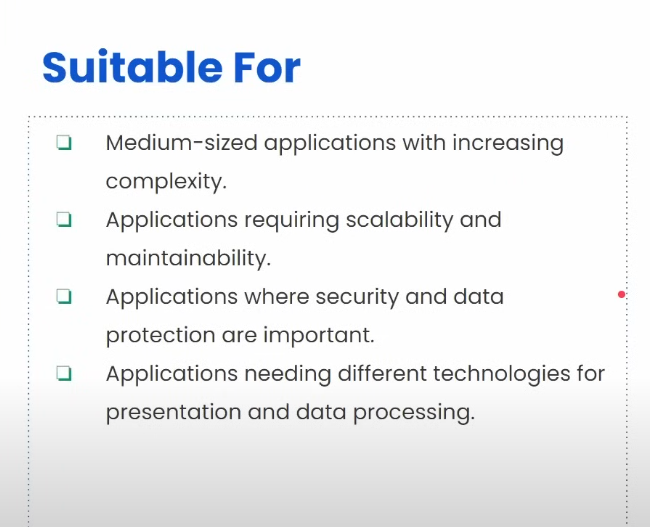 Suitable For
Medium-sized applications with increasing
complexity.
Applications requiring scalability and
maintainability.
Applications where security and data
protection are important.
Applications needing different technologies for
presentation and data processing.